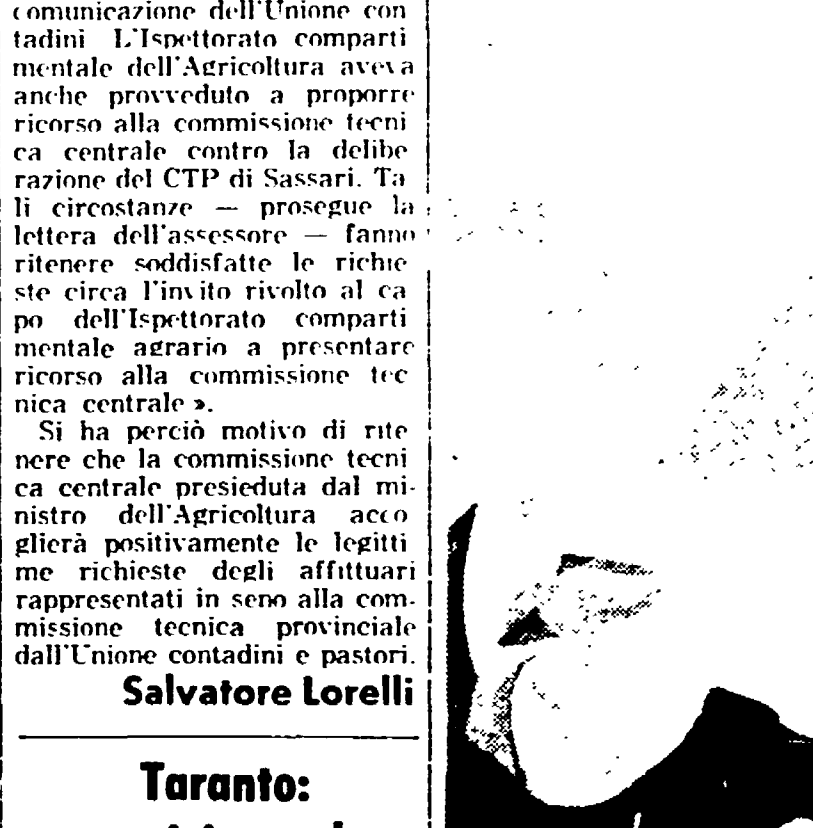 comunicazione dell'Unione con
tadini L'Ispettorato comparti
mentale dell'Agricoltura aveva
anche provveduto a proporre
ricorso alla commissione tecni
ca centrale contro la delibe
razione del CTP di Sassari. Ta
li circostanze — prosegue la
lettera dell'assessore — fanno
ritenere soddisfatte le richie
ste circa l'invito rivolto al ca
po dell'Ispettorato comparti
mentale agrario a presentare
ricorso alla commissione tec
nica centrale ».
Si ha perciò motivo di rite
nere che la commissione tecni
ca centrale presieduta dal mi-
nistro dell'Agricoltura acco
glierà positivamente le legitti
me richieste degli affittuari
rappresentati in seno alla com-
missione tecnica provinciale
dall'Unione contadini e pastori.
Salvatore Lorelli
Taranto: